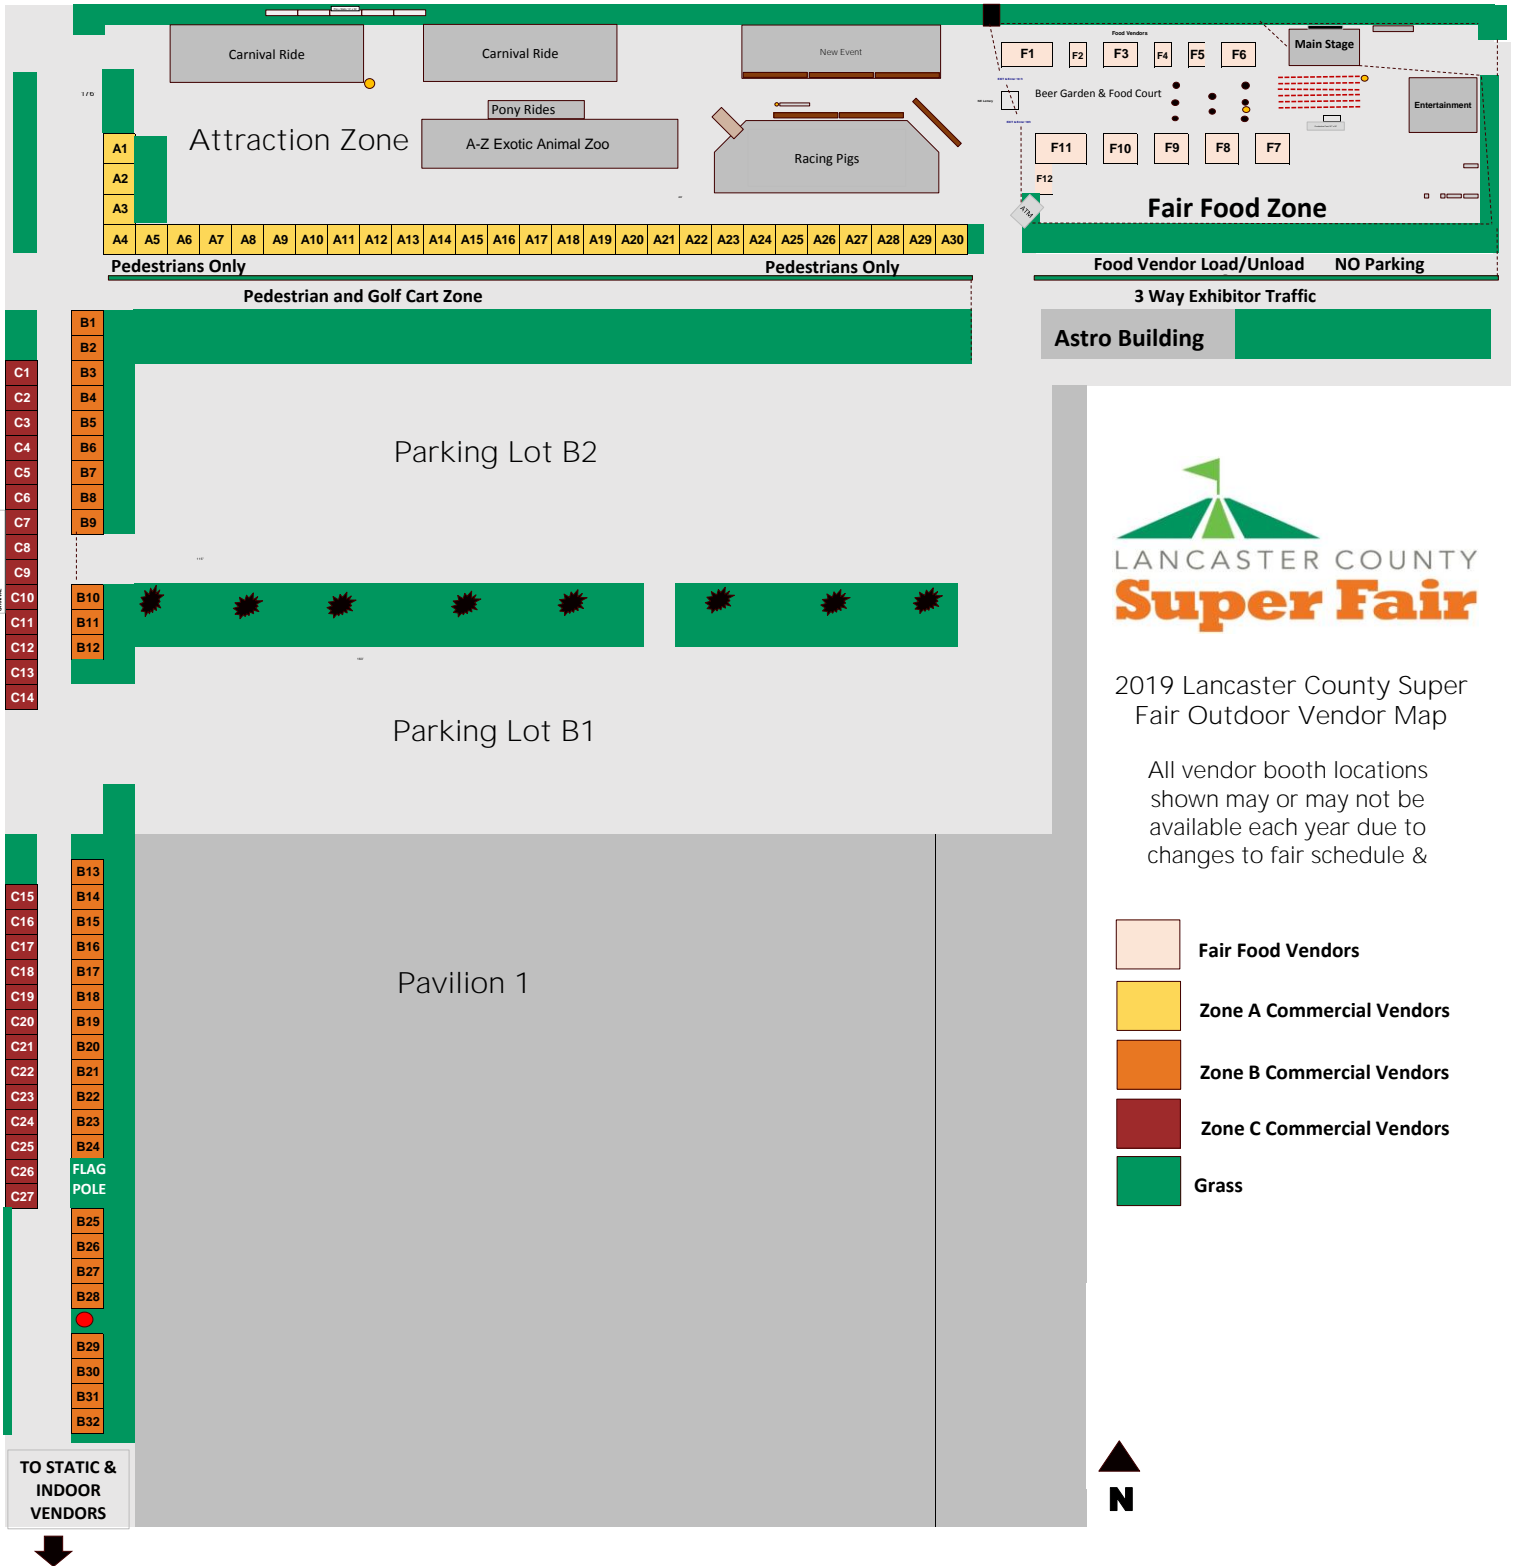 Food Vendors
Carnival Ride
Carnival Ride
New Event
F1
F2
F3
F4
F5
F6
Main Stage
Beer Garden & Food Court
Entertainment
Pony Rides
Attraction Zone
A-Z Exotic Animal Zoo
Racing Pigs
F11
F10
F9
F8
F7
F12
ATM
Fair Food Zone
A1
A2
A3
A4 A5 A6 A7 A8 A9 A10 A11 A12 A13 A14 A15 A16 A17 A18 A19 A20 A21 A22 A23 A24 A25 A26 A27 A28 A29 A30
Pedestrians Only
Pedestrians Only
Food Vendor Load/Unload
NO Parking
Pedestrian and Golf Cart Zone
3 Way Exhibitor Traffic
Astro Building
B1
B2
B3
B4
B5
B6
B7
B8
B9
B10
B11
B12
C1
C2
C3
C4
C5
C6
C7
C8
C9
C10
C11
C12
C13
C14
Parking Lot B2
Parking Lot B1
LANCASTER COUNTY
Super Fair
2019 Lancaster County Super
Fair Outdoor Vendor Map
All vendor booth locations
shown may or may not be
available each year due to
changes to fair schedule &
B13
B14
B15
B16
B17
B18
B19
B20
B21
B22
B23
B24
FLAG
POLE
B25
B26
B27
B28
B29
B30
B31
B32
C15
C16
C17
C18
C19
C20
C21
C22
C23
C24
C25
C26
C27
Pavilion 1
Fair Food Vendors
Zone A Commercial Vendors
Zone B Commercial Vendors
Zone C Commercial Vendors
Grass
TO STATIC &
INDOOR
VENDORS
N